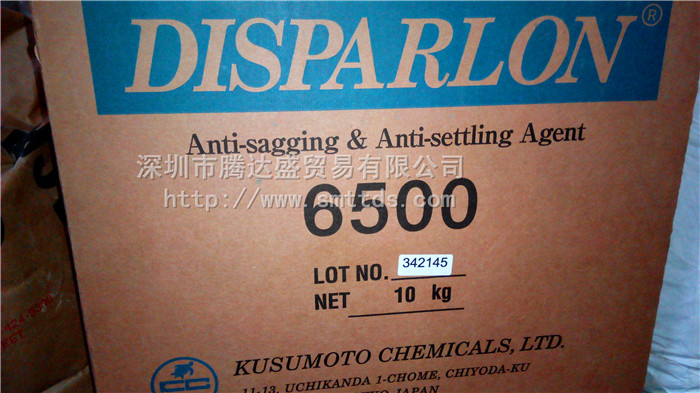 DISPARLON®
Anti-sagging & Anti-settling Agent
深圳市腾达盛贸易有限公司
http://www.smttds.com
6500
LOT NO. 342145
NET 10 kg
KUSUMOTO CHEMICALS, LTD.
11-13, UCHIKANDA 1-CHOME, CHIYODA-KU
JAPAN